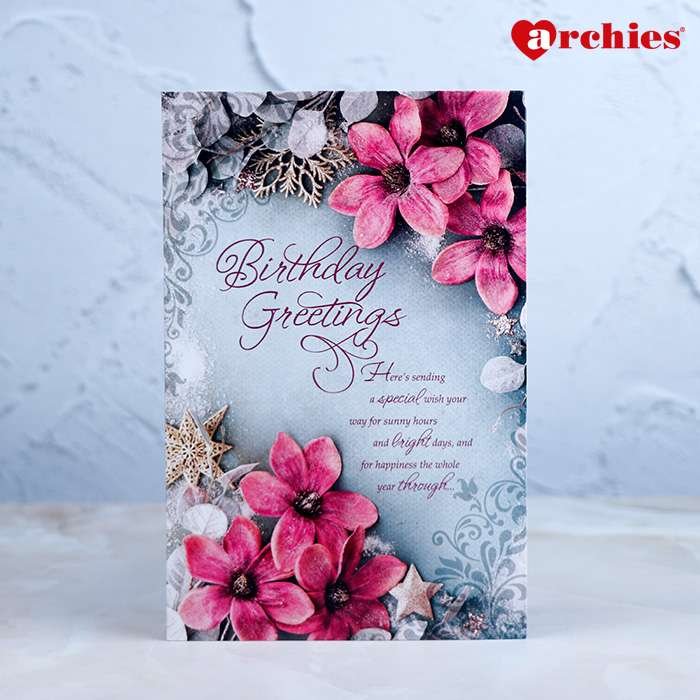 archies®
Birthday
Greetings
Here's sending
a special wish your
way for sunny hours
and bright days, and
for happiness the whole
year through...